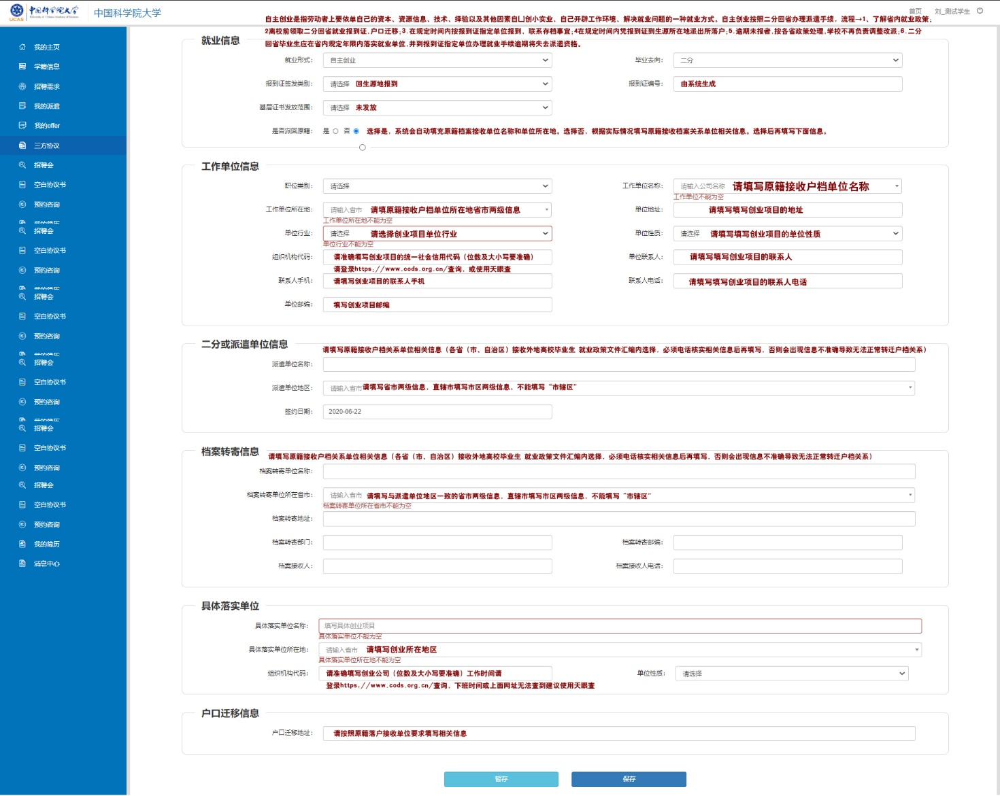 中国科学院大学
University of Chinese Academy of Sciences
UCAS
中国科学院大学
首页 刘_测试学生
自主创业是指劳动者上要依单自己的资本、资源信息、技术、绎验以及其他因素自凵创小实业、自己开辟工作环境、解决就业问题的一种就业方式。自主创业按照二分回省办理派遣手续,流程→1、了解省内就业政策;
2离校前领取二分回省就业报到证,户口迁移;3.在规定时间内按报到证指定单位报到,联系存档事宜;4在规定时间内凭报到证到生源所在地派出所落户;5.逾期未报者,按各省政策处理,学校不再负责调整改派;6.二分
回省毕业生应在省内规定年限内落实就业单位,并到报到证指定单位办理就业手续逾期将失去派遣资格。
我的主页
学籍信息
招聘需求
我的派遣
我的offer
三方协议
招聘会
空白协议书
预约咨询
招聘会
空白协议书
预约咨询
招聘会
空白协议书
预约咨询
招聘会
空白协议书
预约咨询
招聘会
空白协议书
预约咨询
招聘会
空白协议书
预约咨询
我的简历
消息中心
就业信息
就业形式: 自主创业 毕业去向: 二分
报到证签发类别: 请选择 回生源地报到 报到证编号: 由系统生成
基层证书发放范围: 请选择 未发放
是否派回原籍: 是 否 选择是,系统会自动填充原籍档案接收单位名称和单位所在地。选择否,根据实际情况填写原籍接收档案关系单位相关信息。选择后再填写下面信息。
工作单位信息
职位类别: 请选择 工作单位名称: 请输入公司名称 请填写原籍接收户档单位名称
工作单位不能为空
工作单位所在地: 请输入省市 请填原籍接收户档单位所在地省市两级信息 单位地址: 请填写填写创业项目的地址
工作单位所在地不能为空
单位行业: 请选择 请选择创业项目单位行业 单位性质: 请选择 请填写填写创业项目的单位性质
单位行业不能为空
组织机构代码: 请准确填写创业项目的统一社会信用代码(位数及大小写要准确) 单位联系人: 请填写填写创业项目的联系人
请登录https://www.cods.org.cn/查询,或使用天眼查
联系人手机: 请填写创业项目的联系人手机 联系人电话: 请填写填写创业项目的联系人电话
单位邮编: 填写创业项目邮编
二分或派遣单位信息
请填写原籍接收户档关系单位相关信息(各省(市、自治区)接收外地高校毕业生 就业政策文件汇编内选择,必须电话核实相关信息后再填写,否则会出现信息不准确导致无法正常转迁户档关系)
派遣单位名称:
派遣单位地区: 请输入省市 请填写省市两级信息,直辖市填写市区两级信息,不能填写“市辖区”
签约日期: 2020-06-22
档案转寄信息
请填写原籍接收户档关系单位相关信息(各省(市、自治区)接收外地高校毕业生 就业政策文件汇编内选择,必须电话核实相关信息后再填写,否则会出现信息不准确导致无法正常转迁户档关系)
档案转寄单位名称:
档案转寄单位所在省市: 请输入省市 请填写与派遣单位地区一致的省市两级信息,直辖市填写市区两级信息,不能填写“市辖区”
档案转寄单位所在省市不能为空
档案转寄地址:
档案转寄部门: 档案转寄邮编:
档案接收人: 档案接收人电话:
具体落实单位
具体落实单位名称: 填写具体创业项目
具体落实单位不能为空
具体落实单位所在地: 请输入省市 请填写创业所在地区
具体落实单位所在地不能为空
组织机构代码: 请准确填写创业公司(位数及大小写要准确)工作时间请 单位性质: 请选择
登录https://www.cods.org.cn/查询,下班时间或上面网址无法查到建议使用天眼查
户口迁移信息
户口迁移地址: 请按照原籍落户接收单位要求填写相关信息
暂存 保存